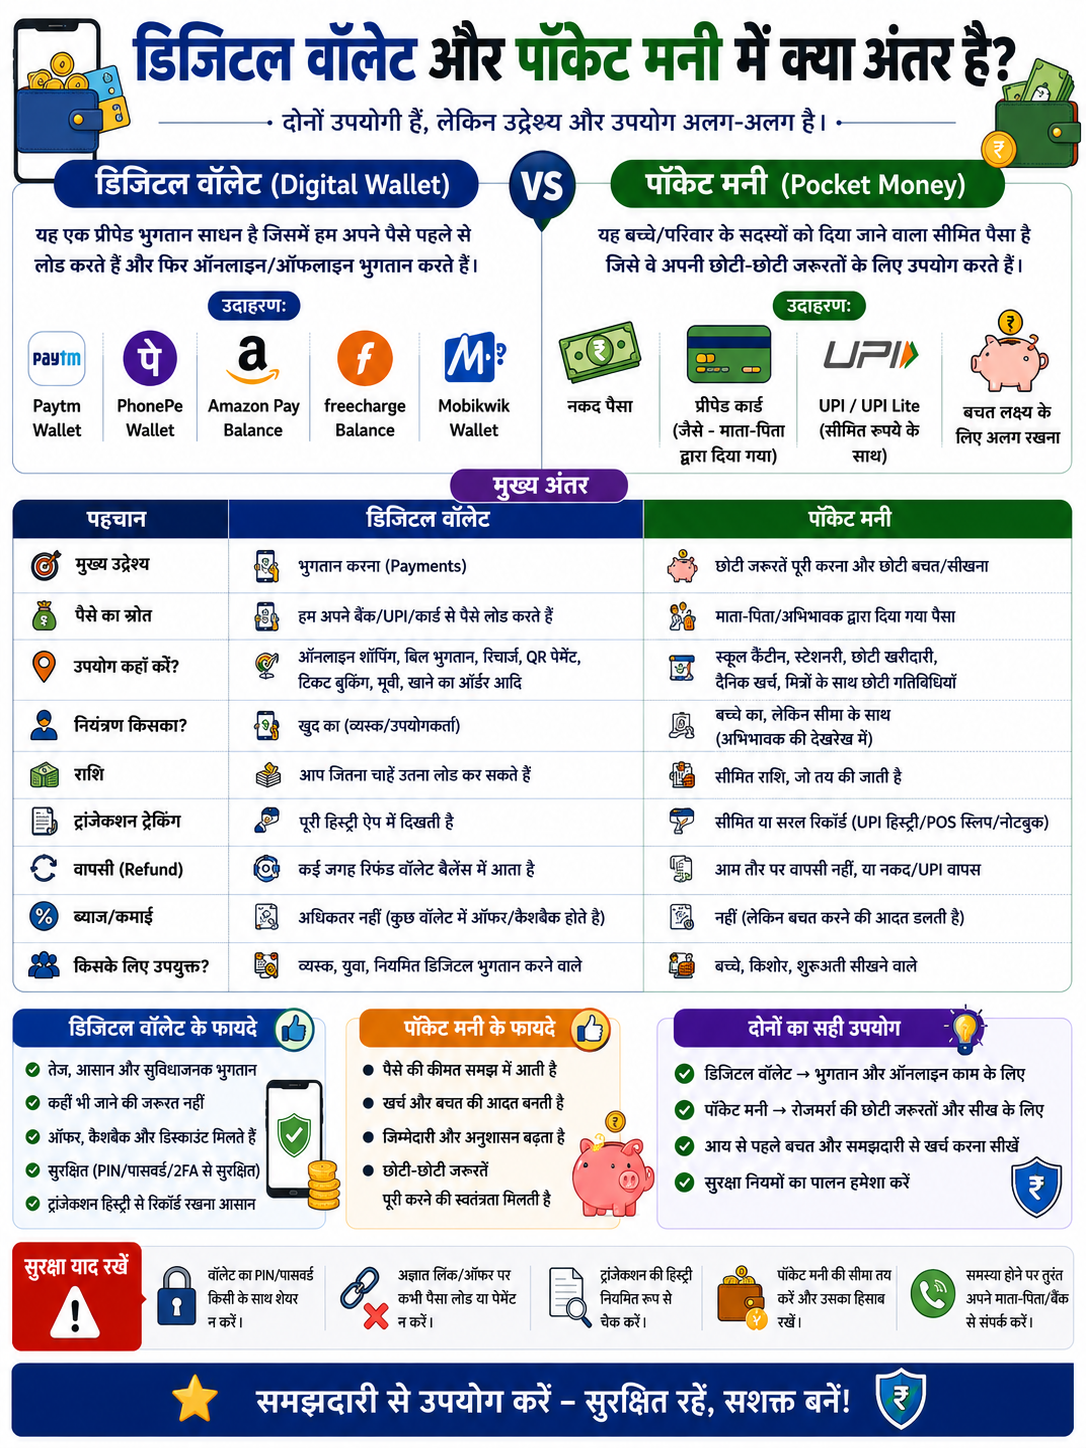 डिजिटल वॉलेट और पॉकेट मनी में क्या अंतर है?
दोनों उपयोगी हैं, लेकिन उद्देश्य और उपयोग अलग-अलग है।
डिजिटल वॉलेट (Digital Wallet)
VS
पॉकेट मनी (Pocket Money)
यह एक प्रीपेड भुगतान साधन है जिसमें हम अपने पैसे पहले से
लोड करते हैं और फिर ऑनलाइन/ऑफलाइन भुगतान करते हैं।
यह बच्चे/परिवार के सदस्यों को दिया जाने वाला सीमित पैसा है
जिसे वे अपनी छोटी-छोटी जरूरतों के लिए उपयोग करते हैं।
उदाहरण:
Paytm
Paytm
Wallet
पे
PhonePe
Wallet
a
Amazon Pay
Balance
f
freecharge
Balance
M
Mobikwik
Wallet
उदाहरण:
नकद पैसा
प्रीपेड कार्ड
(जैसे - माता-पिता
द्वारा दिया गया)
UPI
UPI / UPI Lite
(सीमित रूपये के
साथ)
बचत लक्ष्य के
लिए अलग रखना
मुख्य अंतर
पहचान
डिजिटल वॉलेट
पॉकेट मनी
मुख्य उद्देश्य
भुगतान करना (Payments)
छोटी जरूरतें पूरी करना और छोटी बचत/सीखना
पैसे का स्रोत
हम अपने बैंक/UPI/कार्ड से पैसे लोड करते हैं
माता-पिता/अभिभावक द्वारा दिया गया पैसा
उपयोग कहाँ करें?
ऑनलाइन शॉपिंग, बिल भुगतान, रिचार्ज, QR पेमेंट,
टिकट बुकिंग, मूवी, खाने का ऑर्डर आदि
स्कूल कैंटीन, स्टेशनरी, छोटी खरीदारी,
दैनिक खर्च, मित्रों के साथ छोटी गतिविधियाँ
नियंत्रण किसका?
खुद का (व्यस्क/उपयोगकर्ता)
बच्चे का, लेकिन सीमा के साथ
(अभिभावक की देखरेख में)
राशि
आप जितना चाहें उतना लोड कर सकते हैं
सीमित राशि, जो तय की जाती है
ट्रांजेकशन ट्रेकिंग
पूरी हिस्ट्री ऐप में दिखती है
सीमित या सरल रिकॉर्ड (UPI हिस्ट्री/POS स्लिप/नोटबुक)
वापसी (Refund)
कई जगह रिफंड वॉलेट बैलेंस में आता है
आम तौर पर वापसी नहीं, या नकद/UPI वापस
ब्याज/कमाई
अधिकतर नहीं (कुछ वॉलेट में ऑफर/कैशबैक होते है)
नहीं (लेकिन बचत करने की आदत डलती है)
किसके लिए उपयुक्त?
व्यस्क, युवा, नियमित डिजिटल भुगतान करने वाले
बच्चे, किशोर, शुरूअती सीखने वाले
डिजिटल वॉलेट के फायदे
तेज, आसान और सुविधाजनक भुगतान
कहीं भी जाने की जरूरत नहीं
ऑफर, कैशबैक और डिस्काउंट मिलते हैं
सुरक्षित (PIN/पासवर्ड/2FA से सुरक्षित)
ट्रांजेकशन हिस्ट्री से रिकॉर्ड रखना आसान
पॉकेट मनी के फायदे
पैसे की कीमत समझ में आती है
खर्च और बचत की आदत बनती है
जिम्मेदारी और अनुशासन बढ़ता है
छोटी-छोटी जरूरतें
पूरी करने की स्वतंत्रता मिलती है
दोनों का सही उपयोग
डिजिटल वॉलेट → भुगतान और ऑनलाइन काम के लिए
पॉकेट मनी → रोजमर्रा की छोटी जरूरतों और सीख के लिए
आय से पहले बचत और समझदारी से खर्च करना सीखें
सुरक्षा नियमों का पालन हमेशा करें
सुरक्षा याद रखें
वॉलेट का PIN/पासवर्ड
किसी के साथ शेयर
न करें।
अज्ञात लिंक/ऑफर पर
कभी पैसा लोड या पेमेंट
न करें।
ट्रांजेकशन की हिस्ट्री
नियमित रूप से
चैक करें।
पॉकेट मनी की सीमा तय
करें और उसका हिसाब
रखें।
समस्या होने पर तुरंत
अपने माता-पिता/बैंक
से संपर्क करें।
समझदारी से उपयोग करें – सुरक्षित रहें, सशक्त बनें!